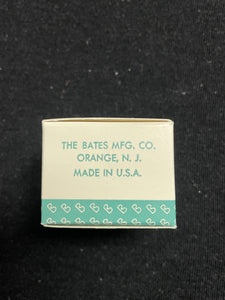 THE BATES MFG. CO.
ORANGE, N. J.
MADE IN U.S.A.